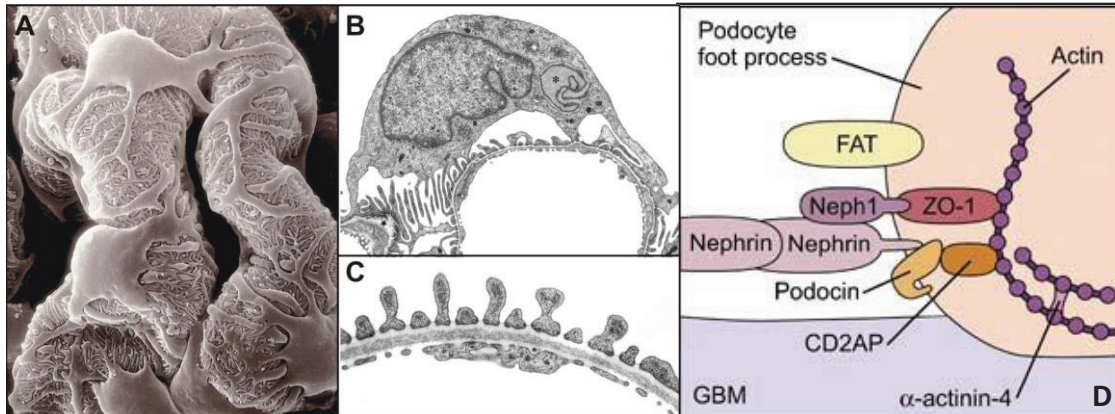 A
B
*
C
Podocyte
foot process
Actin
FAT
Neph1
ZO-1
Nephrin
Nephrin
Podocin
CD2AP
GBM
α-actinin-4
D